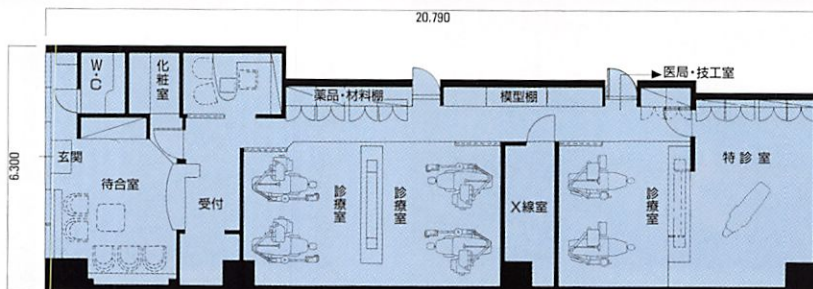 20.790
6.300
W・C
化粧室
医局・技工室
薬品・材料棚
模型棚
玄関
待合室
受付
診療室
診療室
X線室
診療室
特診室